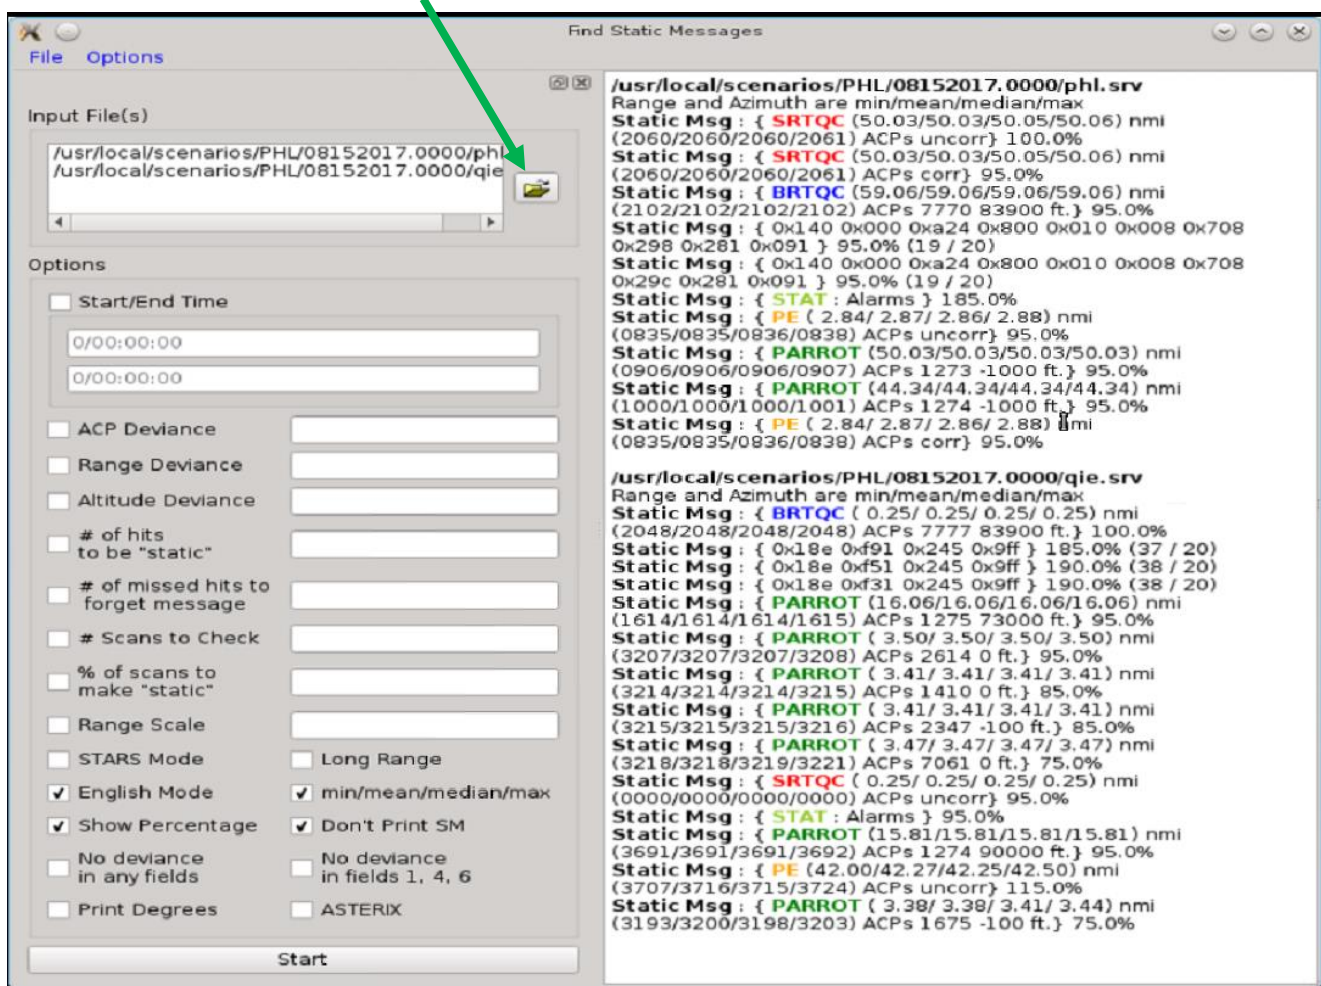 Find Static Messages
File Options
Input File(s)
/usr/local/scenarios/PHL/08152017.0000/phl
/usr/local/scenarios/PHL/08152017.0000/qie
Options
Start/End Time
0/00:00:00
0/00:00:00
ACP Deviance
Range Deviance
Altitude Deviance
# of hits
to be "static"
# of missed hits to
forget message
# Scans to Check
% of scans to
make "static"
Range Scale
STARS Mode Long Range
English Mode min/mean/median/max
Show Percentage Don't Print SM
No deviance
in any fields
No deviance
in fields 1, 4, 6
Print Degrees ASTERIX
Start
/usr/local/scenarios/PHL/08152017.0000/phl.srv
Range and Azimuth are min/mean/median/max
Static Msg : { SRTQC (50.03/50.03/50.05/50.06) nmi
(2060/2060/2060/2061) ACPs uncorr} 100.0%
Static Msg : { SRTQC (50.03/50.03/50.05/50.06) nmi
(2060/2060/2060/2061) ACPs corr} 95.0%
Static Msg : { BRTQC (59.06/59.06/59.06/59.06) nmi
(2102/2102/2102/2102) ACPs 7770 83900 ft.} 95.0%
Static Msg : { 0x140 0x000 0xa24 0x800 0x010 0x008 0x708
0x298 0x281 0x091 } 95.0% (19 / 20)
Static Msg : { 0x140 0x000 0xa24 0x800 0x010 0x008 0x708
0x29c 0x281 0x091 } 95.0% (19 / 20)
Static Msg : { STAT : Alarms } 185.0%
Static Msg : { PE ( 2.84/ 2.87/ 2.86/ 2.88) nmi
(0835/0835/0836/0838) ACPs uncorr} 95.0%
Static Msg : { PARROT (50.03/50.03/50.03/50.03) nmi
(0906/0906/0906/0907) ACPs 1273 -1000 ft.} 95.0%
Static Msg : { PARROT (44.34/44.34/44.34/44.34) nmi
(1000/1000/1000/1001) ACPs 1274 -1000 ft.} 95.0%
Static Msg : { PE ( 2.84/ 2.87/ 2.86/ 2.88) nmi
(0835/0835/0836/0838) ACPs corr} 95.0%
/usr/local/scenarios/PHL/08152017.0000/qie.srv
Range and Azimuth are min/mean/median/max
Static Msg : { BRTQC ( 0.25/ 0.25/ 0.25/ 0.25) nmi
(2048/2048/2048/2048) ACPs 7777 83900 ft.} 100.0%
Static Msg : { 0x18e 0xf91 0x245 0x9ff } 185.0% (37 / 20)
Static Msg : { 0x18e 0xf51 0x245 0x9ff } 190.0% (38 / 20)
Static Msg : { 0x18e 0xf31 0x245 0x9ff } 190.0% (38 / 20)
Static Msg : { PARROT (16.06/16.06/16.06/16.06) nmi
(1614/1614/1614/1615) ACPs 1275 73000 ft.} 95.0%
Static Msg : { PARROT ( 3.50/ 3.50/ 3.50/ 3.50) nmi
(3207/3207/3207/3208) ACPs 2614 0 ft.} 95.0%
Static Msg : { PARROT ( 3.41/ 3.41/ 3.41/ 3.41) nmi
(3214/3214/3214/3215) ACPs 1410 0 ft.} 85.0%
Static Msg : { PARROT ( 3.41/ 3.41/ 3.41/ 3.41) nmi
(3215/3215/3215/3216) ACPs 2347 -100 ft.} 85.0%
Static Msg : { PARROT ( 3.47/ 3.47/ 3.47/ 3.47) nmi
(3218/3218/3219/3221) ACPs 7061 0 ft.} 75.0%
Static Msg : { SRTQC ( 0.25/ 0.25/ 0.25/ 0.25) nmi
(0000/0000/0000/0000) ACPs uncorr} 95.0%
Static Msg : { STAT : Alarms } 95.0%
Static Msg : { PARROT (15.81/15.81/15.81/15.81) nmi
(3691/3691/3691/3692) ACPs 1274 90000 ft.} 95.0%
Static Msg : { PE (42.00/42.27/42.25/42.50) nmi
(3707/3716/3715/3724) ACPs uncorr} 115.0%
Static Msg : { PARROT ( 3.38/ 3.38/ 3.41/ 3.44) nmi
(3193/3200/3198/3203) ACPs 1675 -100 ft.} 75.0%